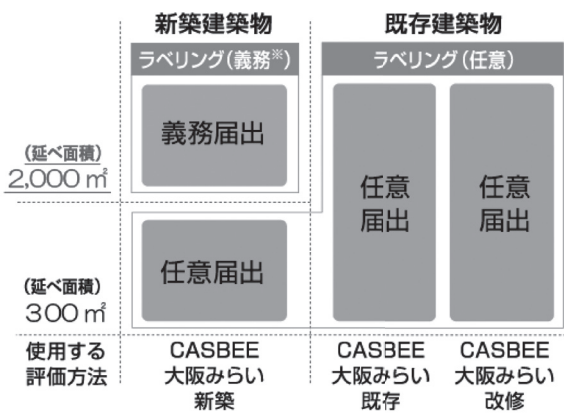 新築建築物
既存建築物
ラベリング(義務※)
ラベリング(任意)
義務届出
(延べ面積)
2,000㎡
任意
届出
任意
届出
任意届出
(延べ面積)
300㎡
使用する
評価方法
CASBEE
大阪みらい
新築
CASBEE
大阪みらい
既存
CASBEE
大阪みらい
改修